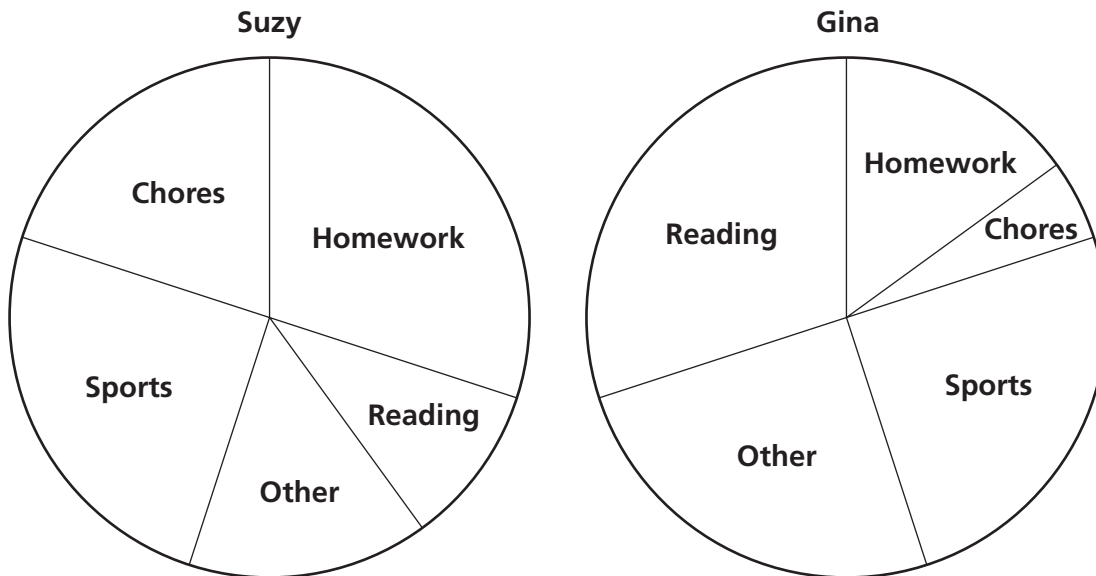 Suzy
Chores
Homework
Sports
Reading
Other
Gina
Homework
Reading
Chores
Sports
Other